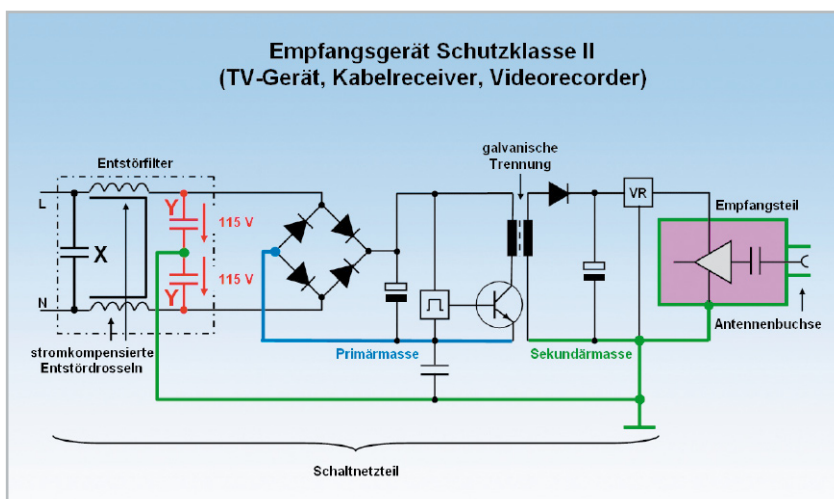 Empfangsgerät Schutzklasse II
(TV-Gerät, Kabelreceiver, Videorecorder)
galvanische
Trennung
Entstörfilter
L
Y
115 V
X
Y
115 V
N
VR
Empfangsteil
Antennenbuchse
stromkompensierte
Entstördrosseln
Primärmasse
Sekundärmasse
Schaltnetzteil